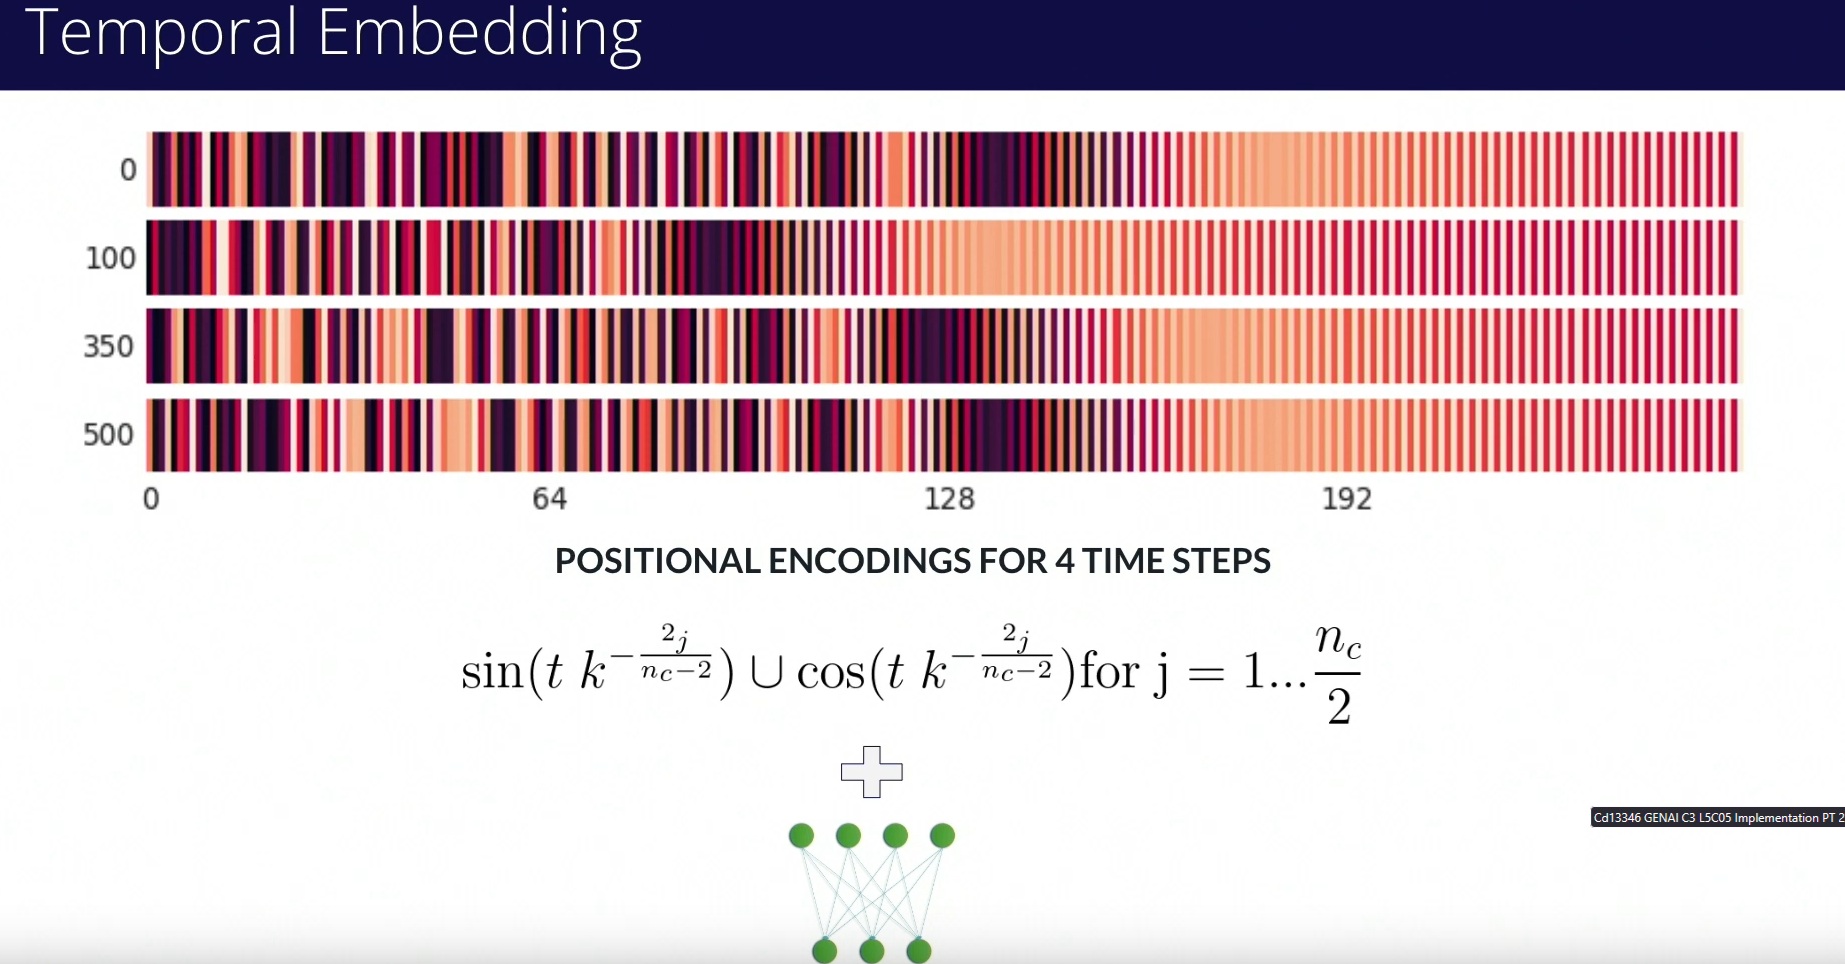 Temporal Embedding
0
100
350
500
0 64 128 192
POSITIONAL ENCODINGS FOR 4 TIME STEPS
sin(t k^{-\frac{2j}{n_c-2}}) ∪ cos(t k^{-\frac{2j}{n_c-2}}) for j = 1...\frac{n_c}{2}
Cd13346 GENAI C3 L5C05 Implementation PT 2